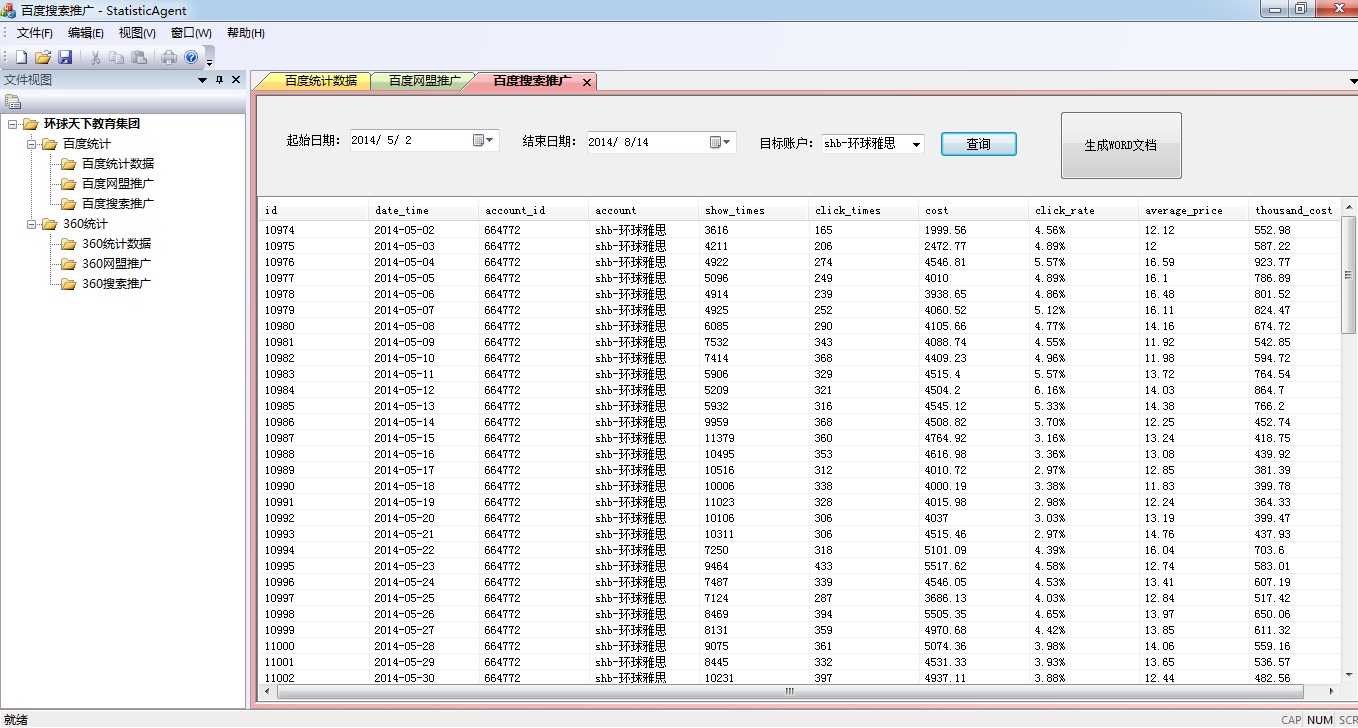 百度搜索推广 - StatisticAgent
文件(F) 编辑(E) 视图(V) 窗口(W) 帮助(H)
文件视图
环球天下教育集团
百度统计
百度统计数据
百度网盟推广
百度搜索推广
360统计
360统计数据
360网盟推广
360搜索推广
百度统计数据 百度网盟推广 百度搜索推广
起始日期: 2014/ 5/ 2 结束日期: 2014/ 8/14 目标账户: shb-环球雅思 查询 生成WORD文档
id date_time account_id account show_times click_times cost click_rate average_price thousand_cost
10974 2014-05-02 664772 shb-环球雅思 3616 165 1999.56 4.56% 12.12 552.98
10975 2014-05-03 664772 shb-环球雅思 4211 206 2472.77 4.89% 12 587.22
10976 2014-05-04 664772 shb-环球雅思 4922 274 4546.81 5.57% 16.59 923.77
10977 2014-05-05 664772 shb-环球雅思 5096 249 4010 4.89% 16.1 786.89
10978 2014-05-06 664772 shb-环球雅思 4914 239 3938.65 4.86% 16.48 801.52
10979 2014-05-07 664772 shb-环球雅思 4925 252 4060.52 5.12% 16.11 824.47
10980 2014-05-08 664772 shb-环球雅思 6085 290 4105.66 4.77% 14.16 674.72
10981 2014-05-09 664772 shb-环球雅思 7532 343 4088.74 4.55% 11.92 542.85
10982 2014-05-10 664772 shb-环球雅思 7414 368 4409.23 4.96% 11.98 594.72
10983 2014-05-11 664772 shb-环球雅思 5906 329 4515.4 5.57% 13.72 764.54
10984 2014-05-12 664772 shb-环球雅思 5209 321 4504.2 6.16% 14.03 864.7
10985 2014-05-13 664772 shb-环球雅思 5932 316 4545.12 5.33% 14.38 766.2
10986 2014-05-14 664772 shb-环球雅思 9959 368 4508.82 3.70% 12.25 452.74
10987 2014-05-15 664772 shb-环球雅思 11379 360 4764.92 3.16% 13.24 418.75
10988 2014-05-16 664772 shb-环球雅思 10495 353 4616.98 3.36% 13.08 439.92
10989 2014-05-17 664772 shb-环球雅思 10516 312 4010.72 2.97% 12.85 381.39
10990 2014-05-18 664772 shb-环球雅思 10006 338 4000.19 3.38% 11.83 399.78
10991 2014-05-19 664772 shb-环球雅思 11023 328 4015.98 2.98% 12.24 364.33
10992 2014-05-20 664772 shb-环球雅思 10106 306 4037 3.03% 13.19 399.47
10993 2014-05-21 664772 shb-环球雅思 10311 306 4515.46 2.97% 14.76 437.93
10994 2014-05-22 664772 shb-环球雅思 7250 318 5101.09 4.39% 16.04 703.6
10995 2014-05-23 664772 shb-环球雅思 9464 433 5517.62 4.58% 12.74 583.01
10996 2014-05-24 664772 shb-环球雅思 7487 339 4546.05 4.53% 13.41 607.19
10997 2014-05-25 664772 shb-环球雅思 7124 287 3686.13 4.03% 12.84 517.42
10998 2014-05-26 664772 shb-环球雅思 8469 394 5505.35 4.65% 13.97 650.06
10999 2014-05-27 664772 shb-环球雅思 8131 359 4970.68 4.42% 13.85 611.32
11000 2014-05-28 664772 shb-环球雅思 9075 361 5074.36 3.98% 14.06 559.16
11001 2014-05-29 664772 shb-环球雅思 8445 332 4531.33 3.93% 13.65 536.57
11002 2014-05-30 664772 shb-环球雅思 10231 397 4937.11 3.88% 12.44 482.56
就绪 CAP NUM SCR